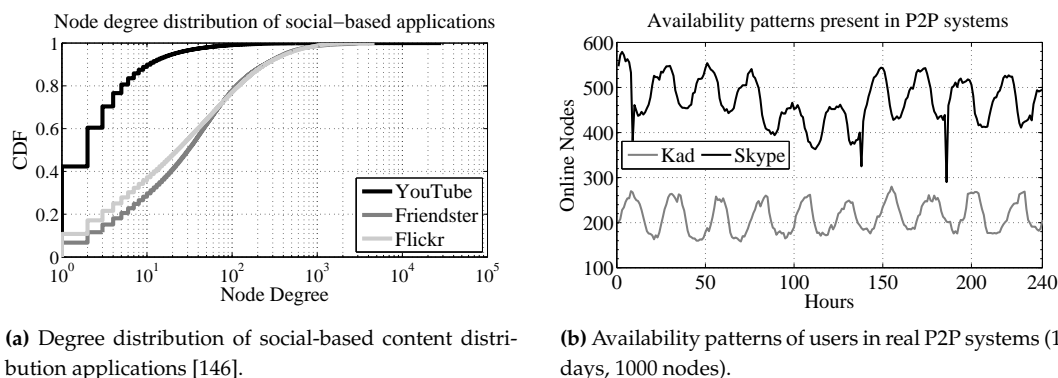 Node degree distribution of social−based applications
1
0.8
0.6
0.4
0.2
0
CDF
YouTube
Friendster
Flickr
10^0
10^1
10^2
10^3
10^4
10^5
Node Degree
(a) Degree distribution of social-based content distri-
bution applications [146].
Availability patterns present in P2P systems
600
500
400
300
200
100
Online Nodes
Kad
Skype
0
50
100
150
200
240
Hours
(b) Availability patterns of users in real P2P systems (1
days, 1000 nodes).